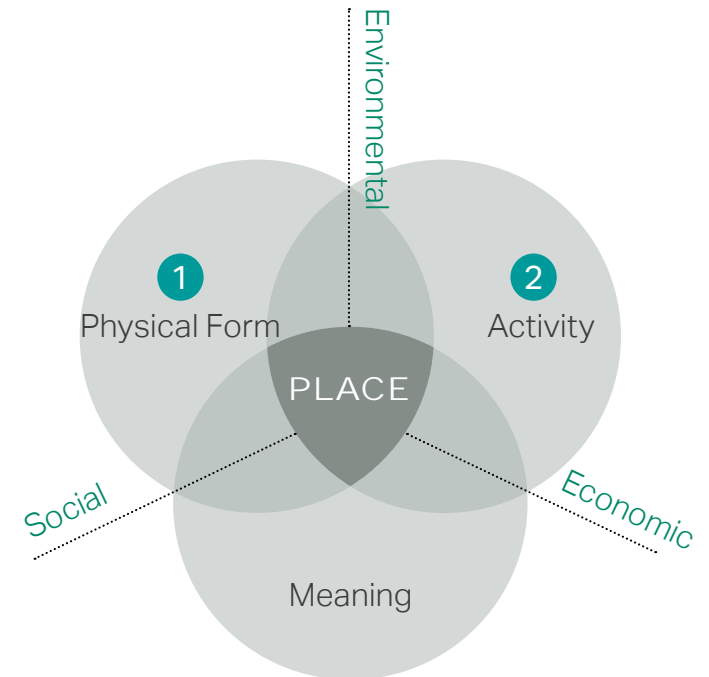 Environmental
1
2
Physical Form
Activity
PLACE
Social
Economic
Meaning